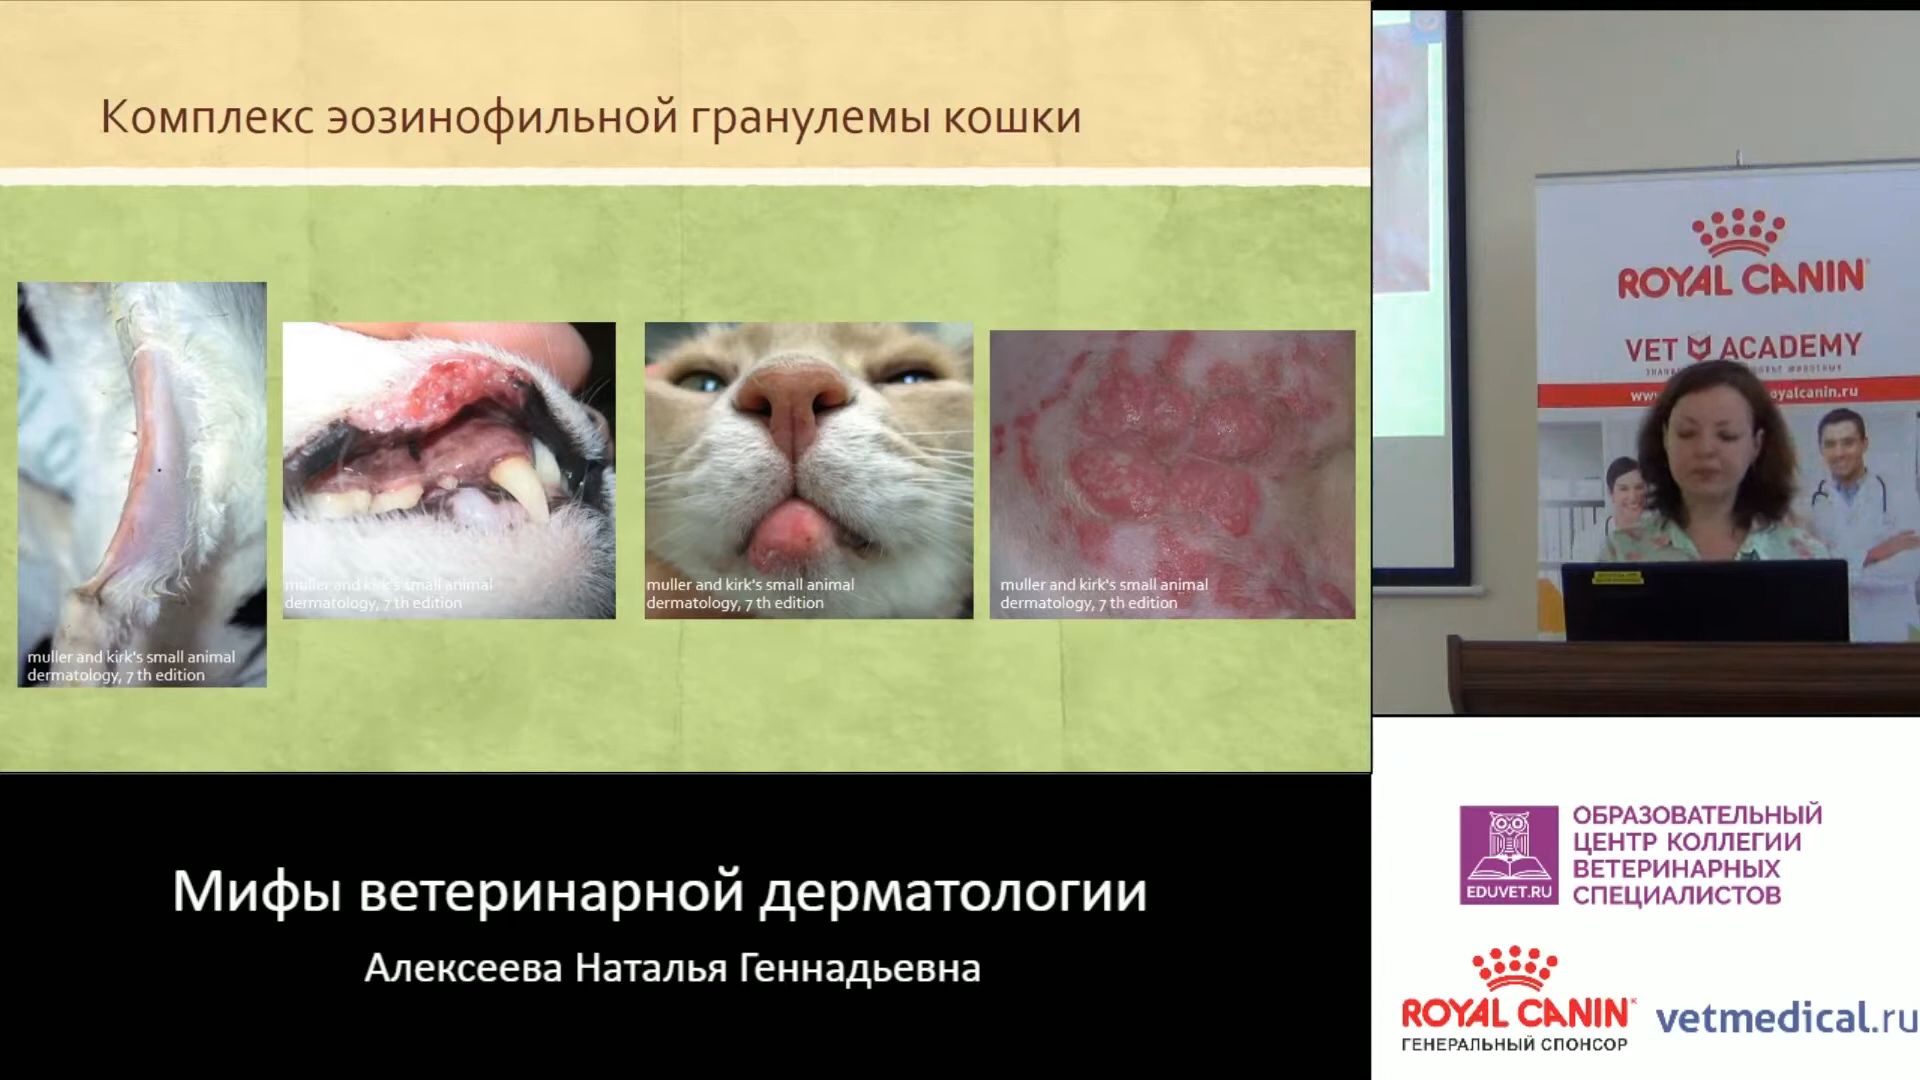 Комплекс эозинофильной гранулемы кошки
muller and kirk's small animal
dermatology, 7 th edition
muller and kirk's small animal
dermatology, 7 th edition
muller and kirk's small animal
dermatology, 7 th edition
muller and kirk's small animal
dermatology, 7 th edition
ROYAL CANIN
VET ACADEMY
www
oyalcanin.ru
Мифы ветеринарной дерматологии
Алексеева Наталья Геннадьевна
EDUVET.RU
ОБРАЗОВАТЕЛЬНЫЙ
ЦЕНТР КОЛЛЕГИИ
ВЕТЕРИНАРНЫХ
СПЕЦИАЛИСТОВ
ROYAL CANIN
ГЕНЕРАЛЬНЫЙ СПОНСОР
vetmedical.ru